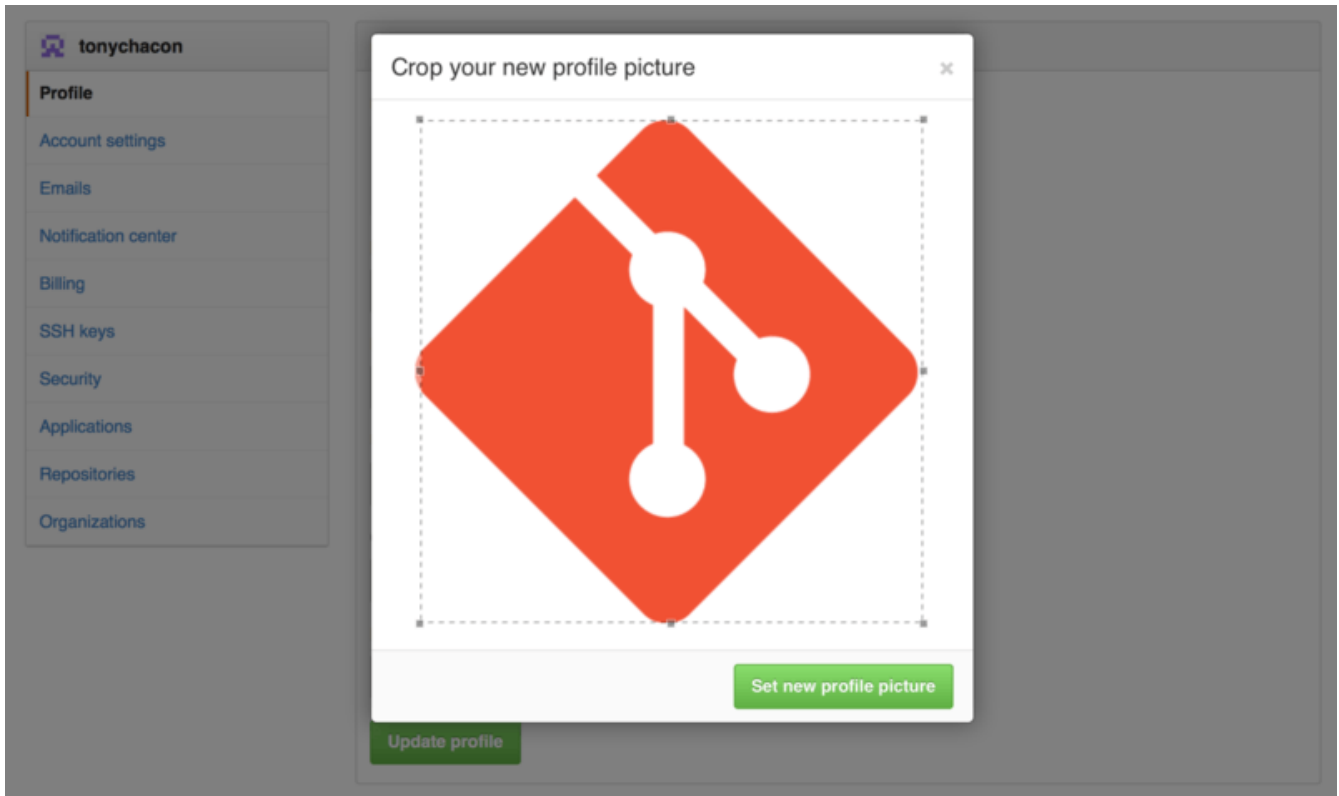 tonychacon
Profile
Account settings
Emails
Notification center
Billing
SSH keys
Security
Applications
Repositories
Organizations
Crop your new profile picture
×
Set new profile picture
Update profile